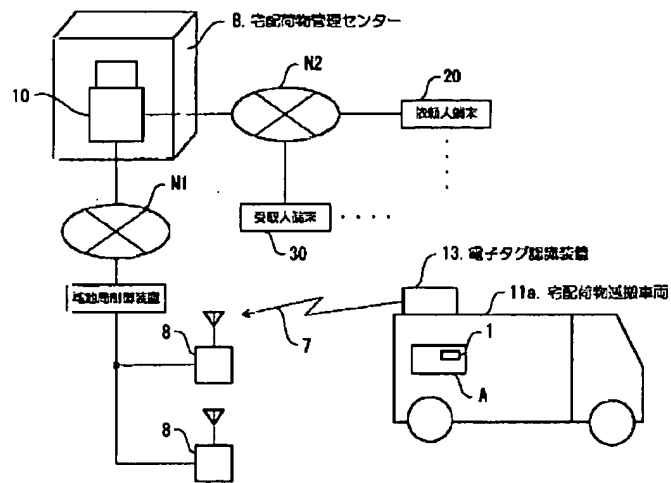 B. 宅配荷物管理センター
N2
20
10
依頼人端末
N1
受取人端末
30
13. 電子タグ認識装置
11a. 宅配荷物運搬車両
基地局制御装置
8
7
1
A
8